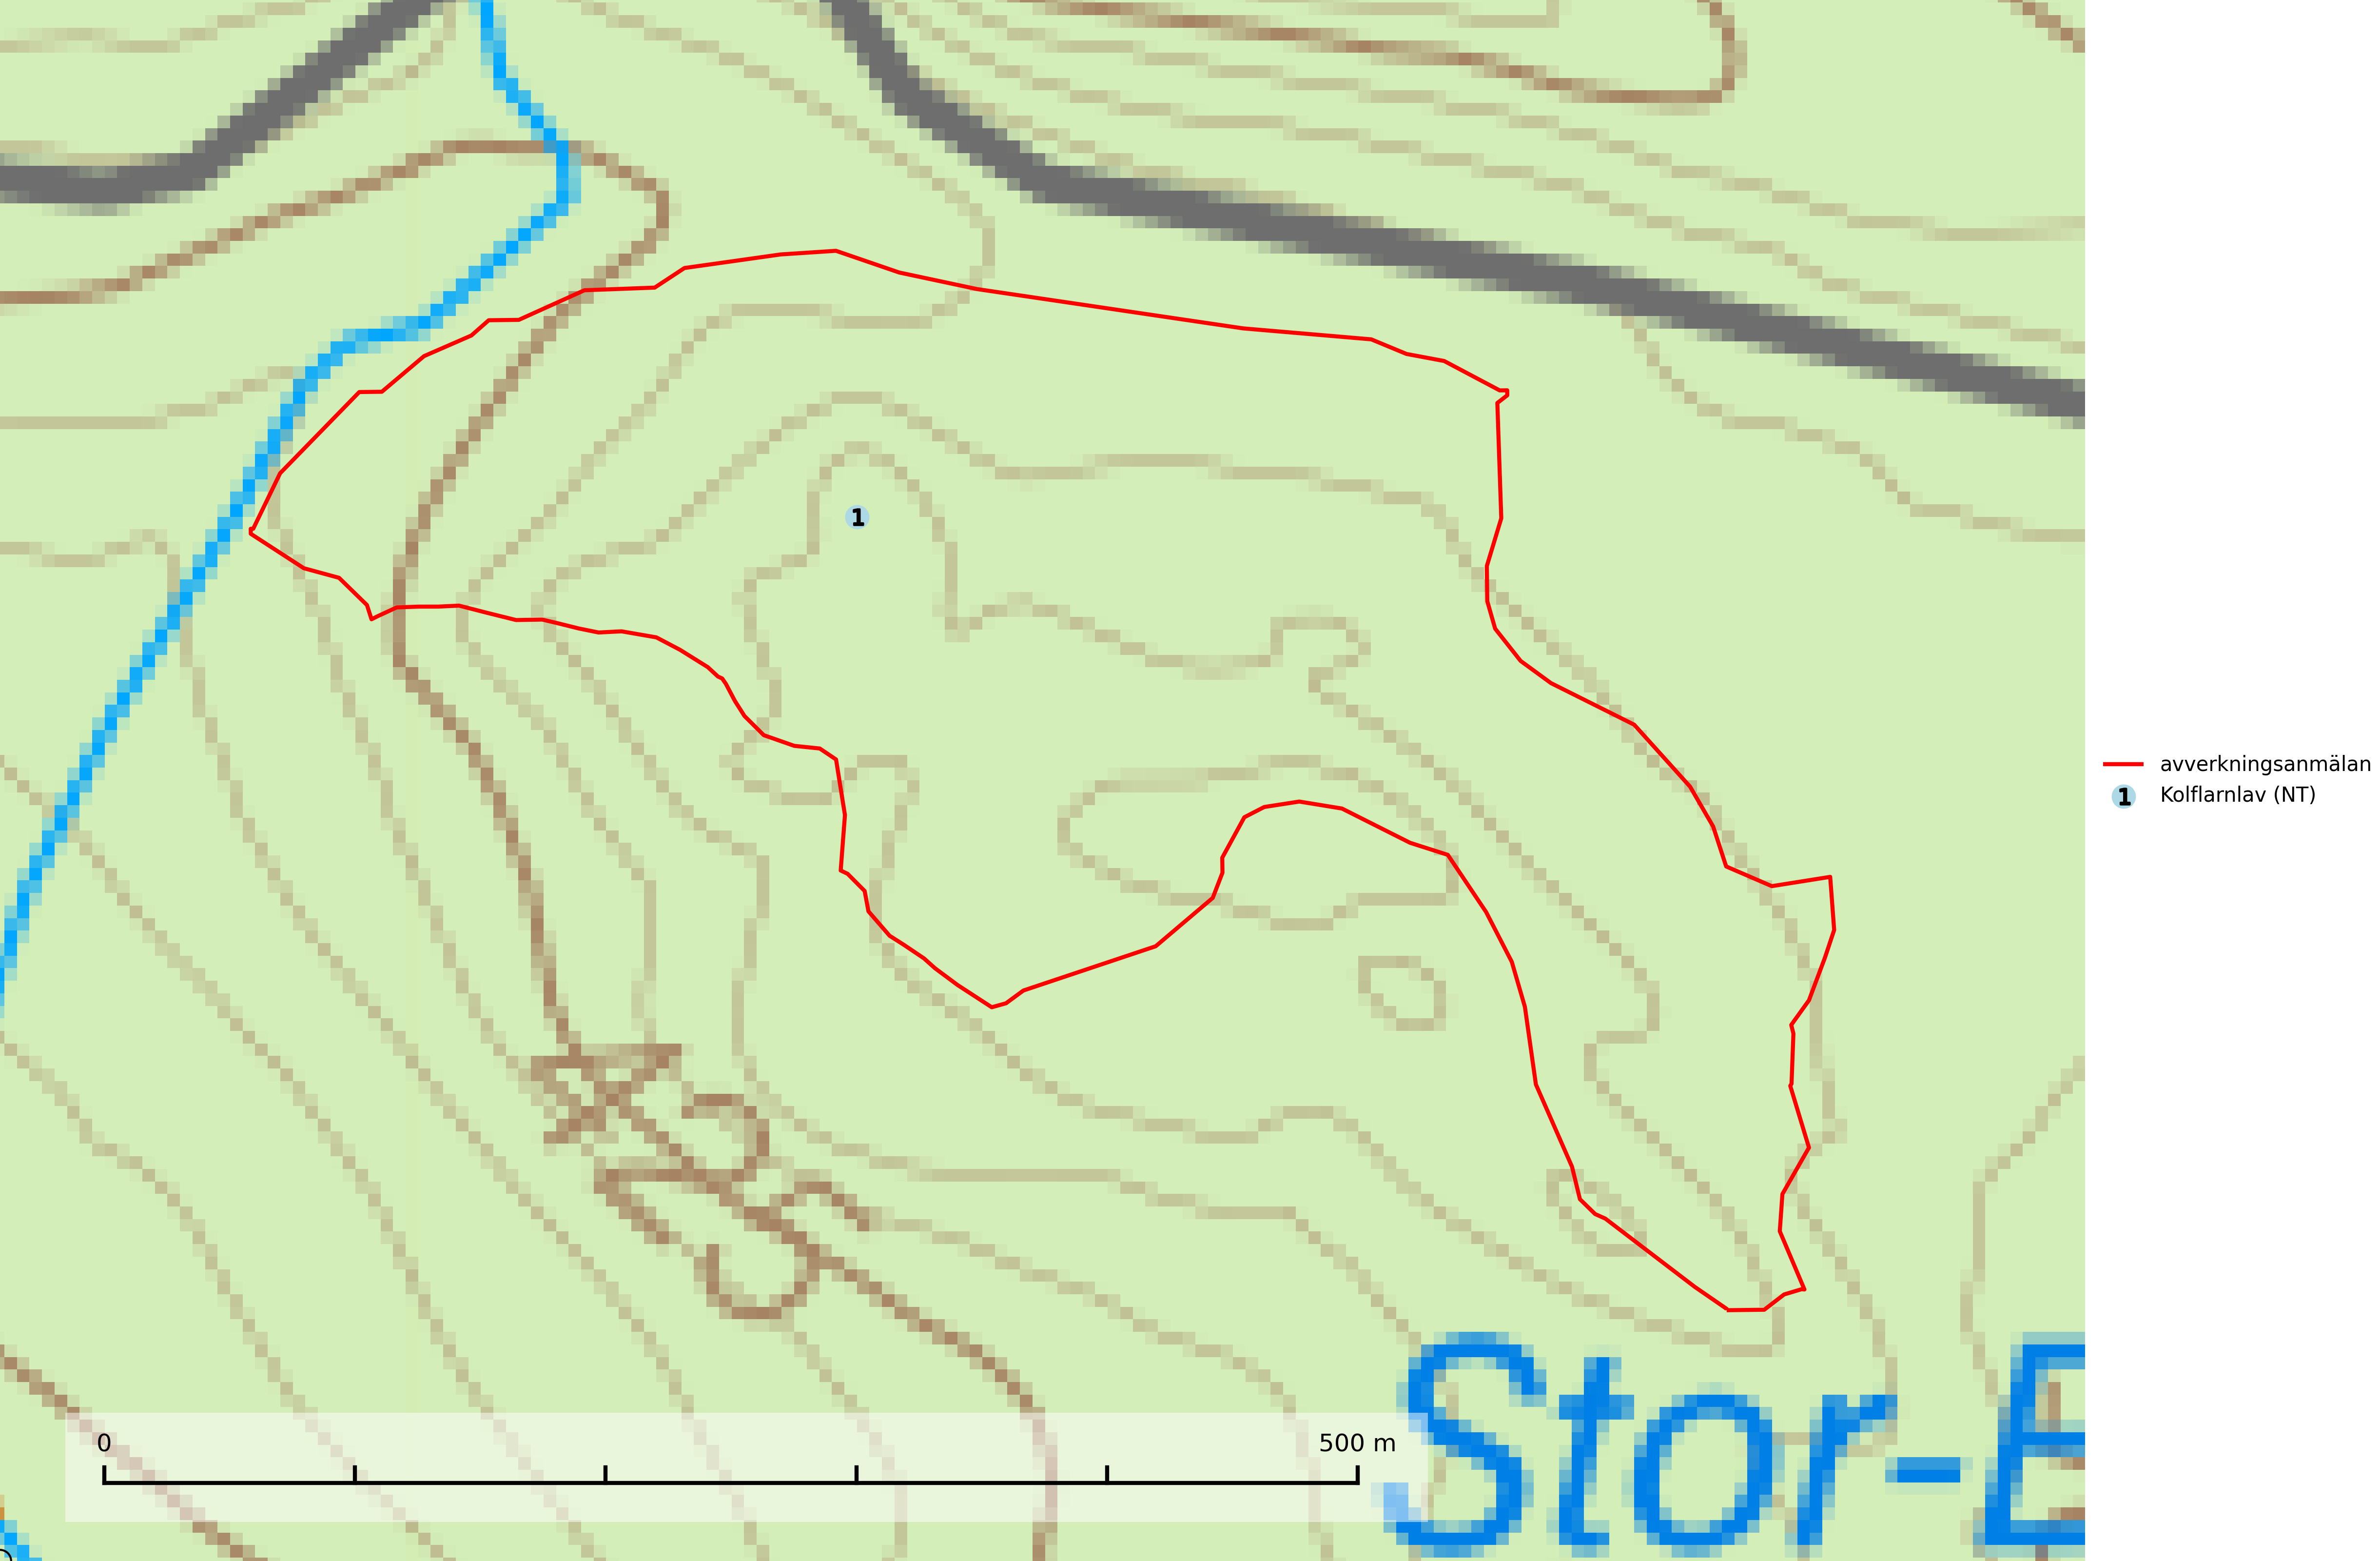 1
avverkningsanmälan
1 Kolflarnlav (NT)
0 500 m
Stor-E